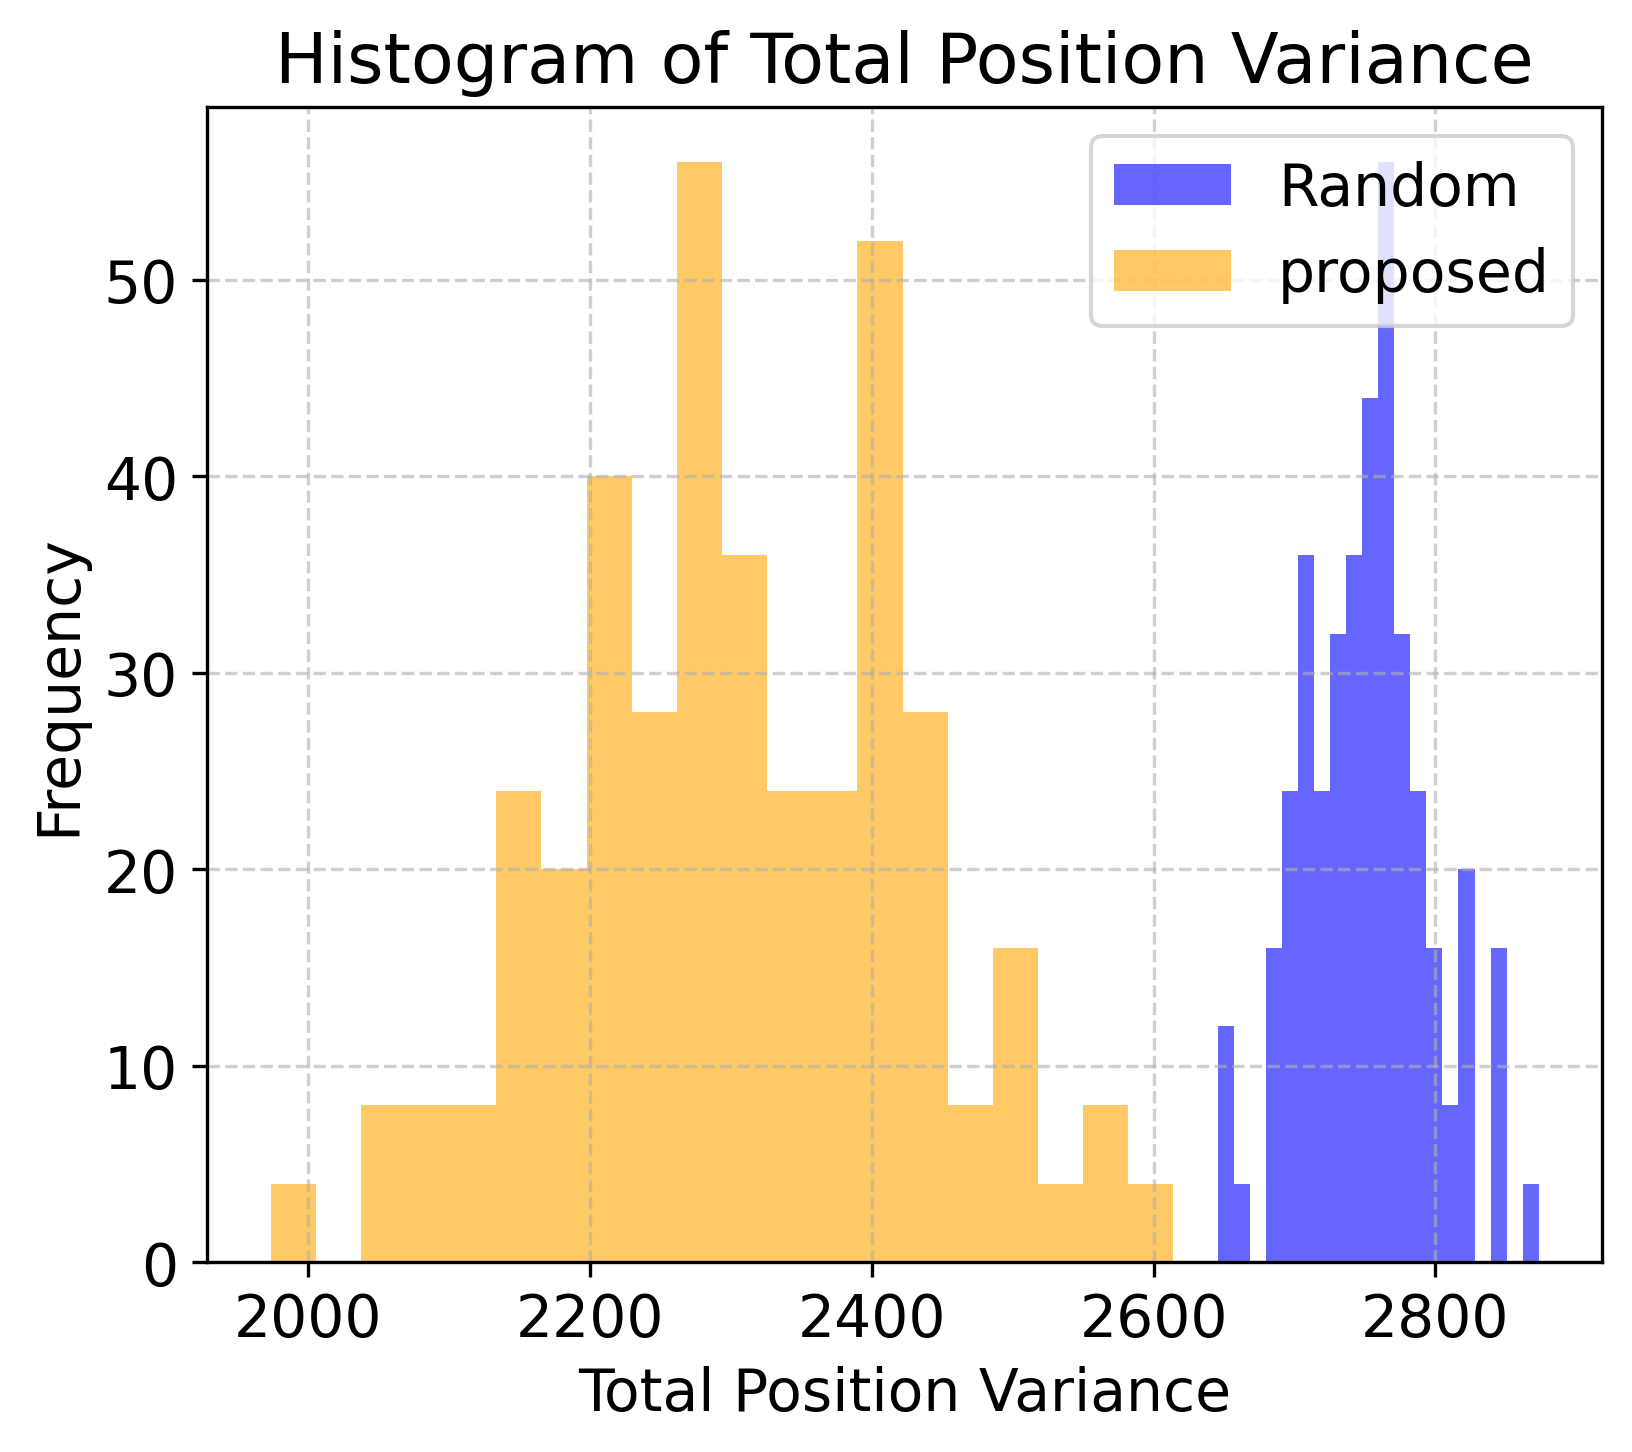 Histogram of Total Position Variance
Random
proposed
50
40
30
20
10
0
Frequency
2000 2200 2400 2600 2800
Total Position Variance